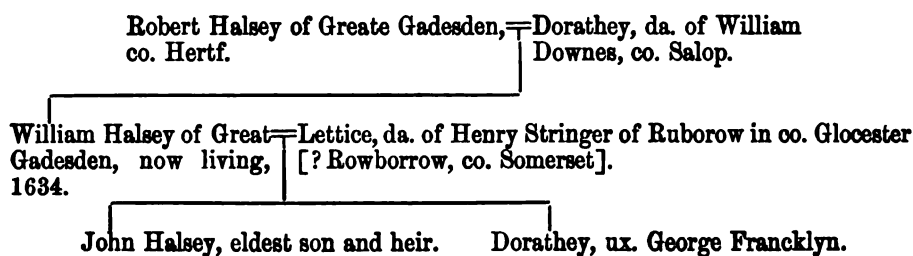 Robert Halsey of Greate Gadesden,
co. Hertf.
Dorathey, da. of William
Downes, co. Salop.
William Halsey of Great
Gadesden, now living,
1634.
Lettice, da. of Henry Stringer of Ruborow in co. Glocester
[? Rowborrow, co. Somerset].
John Halsey, eldest son and heir.
Dorathey, ux. George Francklyn.